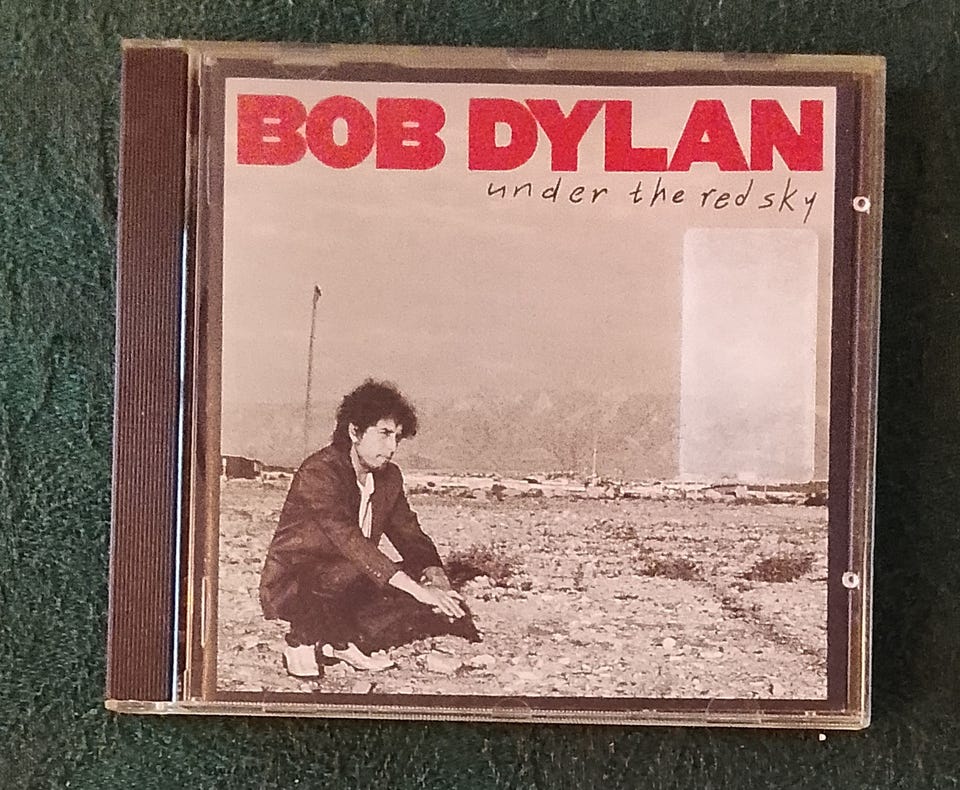 BOB DYLAN
under the red sky